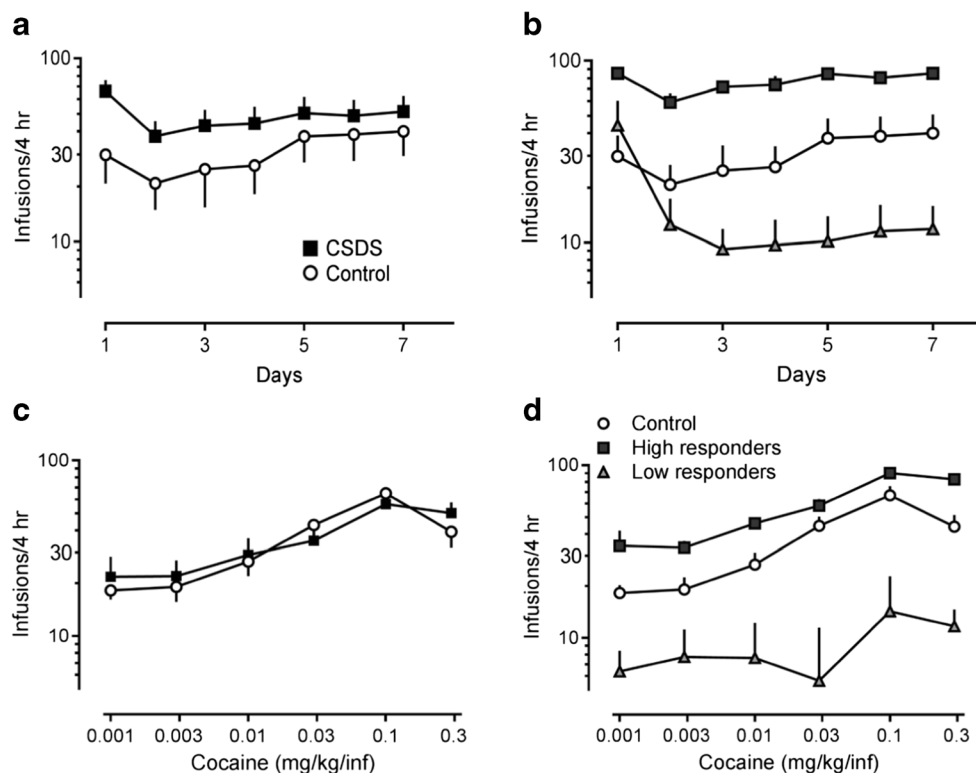 a
100
30
10
Infusions/4 hr
CSDS
Control
1 3 5 7
Days
b
100
30
10
Infusions/4 hr
1 3 5 7
Days
c
100
30
10
Infusions/4 hr
0.001 0.003 0.01 0.03 0.1 0.3
Cocaine (mg/kg/inf)
d
Control
High responders
Low responders
100
30
10
Infusions/4 hr
0.001 0.003 0.01 0.03 0.1 0.3
Cocaine (mg/kg/inf)